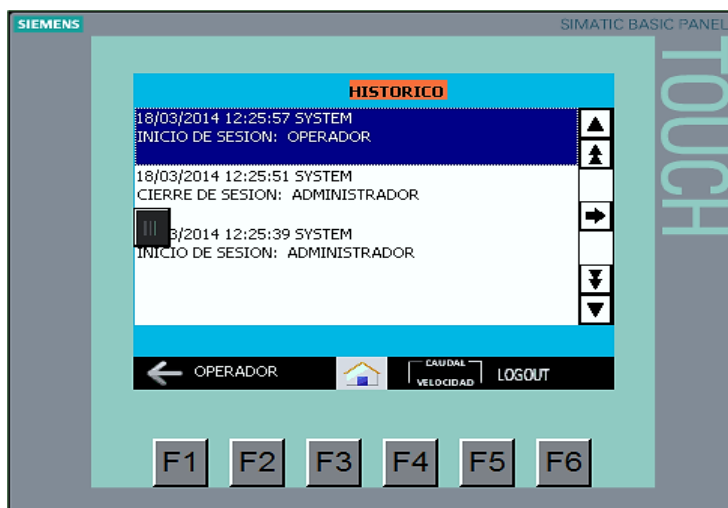 SIEMENS
SIMATIC BASIC PANEL
TOUCH
HISTORICO
18/03/2014 12:25:57 SYSTEM
INICIO DE SESION: OPERADOR
18/03/2014 12:25:51 SYSTEM
CIERRE DE SESION: ADMINISTRADOR
3/2014 12:25:39 SYSTEM
INICIO DE SESION: ADMINISTRADOR
OPERADOR
CAUDAL
VELOCIDAD
LOGOUT
F1 F2 F3 F4 F5 F6